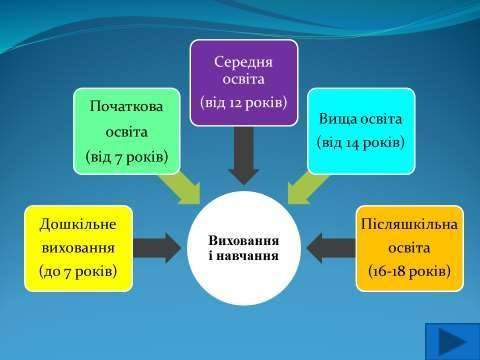 Середня
освіта
(від 12 років)
Початкова
освіта
(від 7 років)
Вища освіта
(від 14 років)
Дошкільне
виховання
(до 7 років)
Виховання
і навчання
Післяшкільна
освіта
(16-18 років)